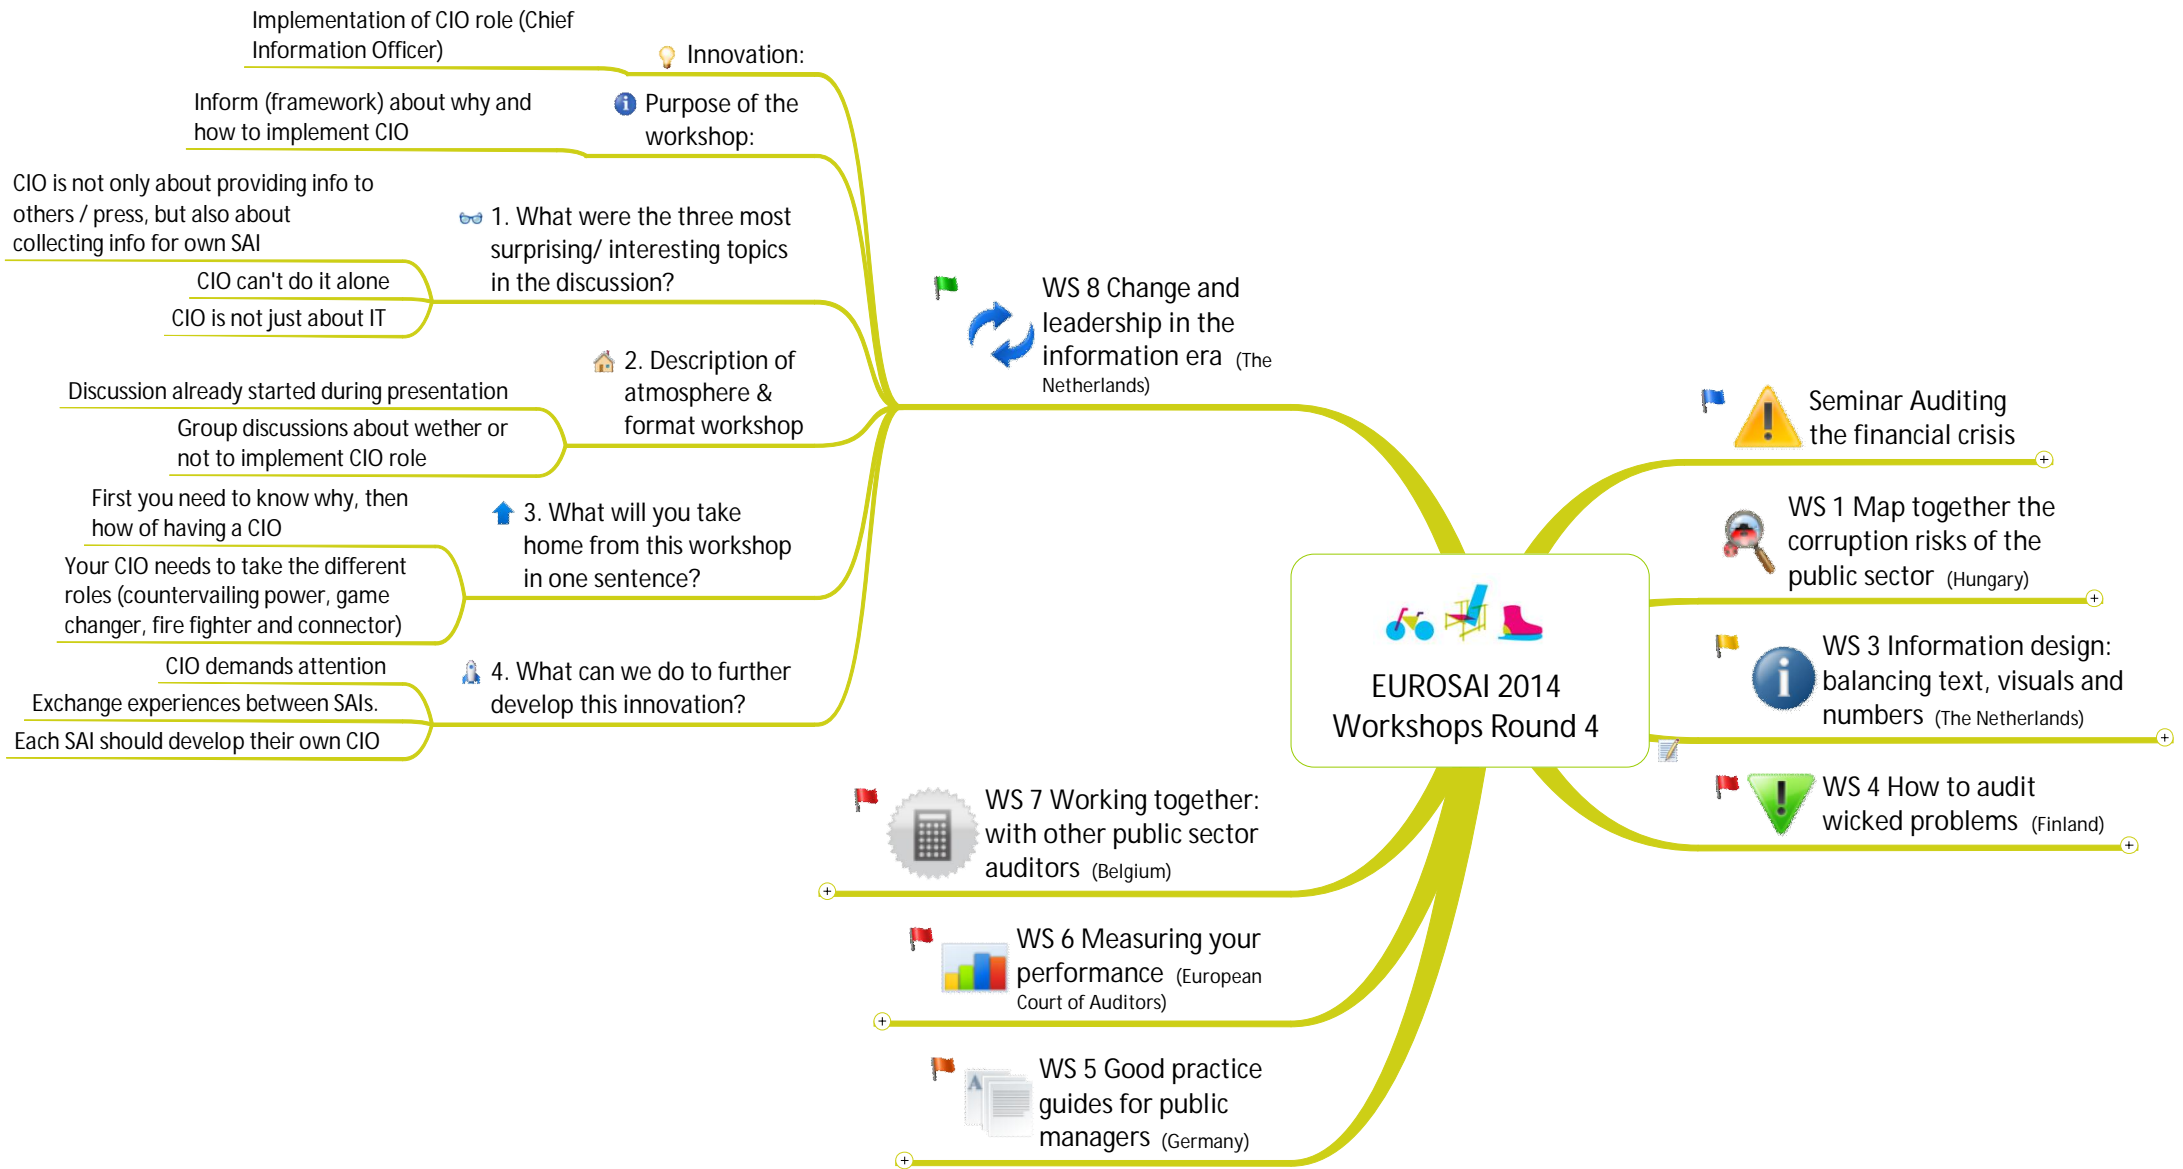 EUROSAI 2014
Workshops Round 4
Seminar Auditing
the financial crisis
WS 1 Map together the
corruption risks of the
public sector (Hungary)
WS 3 Information design:
balancing text, visuals and
numbers (The Netherlands)
WS 4 How to audit
wicked problems (Finland)
WS 5 Good practice
guides for public
managers (Germany)
WS 6 Measuring your
performance (European
Court of Auditors)
WS 7 Working together:
with other public sector
auditors (Belgium)
WS 8 Change and
leadership in the
information era (The
Netherlands)
Innovation:
Implementation of CIO role (Chief
Information Officer)
Purpose of the
workshop:
Inform (framework) about why and
how to implement CIO
1. What were the three most
surprising/ interesting topics
in the discussion?
CIO is not only about providing info to
others / press, but also about
collecting info for own SAI
CIO can't do it alone
CIO is not just about IT
2. Description of
atmosphere &
format workshop
Discussion already started during presentation
Group discussions about wether or
not to implement CIO role
3. What will you take
home from this workshop
in one sentence?
First you need to know why, then
how of having a CIO
Your CIO needs to take the different
roles (countervailing power, game
changer, fire fighter and connector)
4. What can we do to further
develop this innovation?
CIO demands attention
Exchange experiences between SAIs.
Each SAI should develop their own CIO